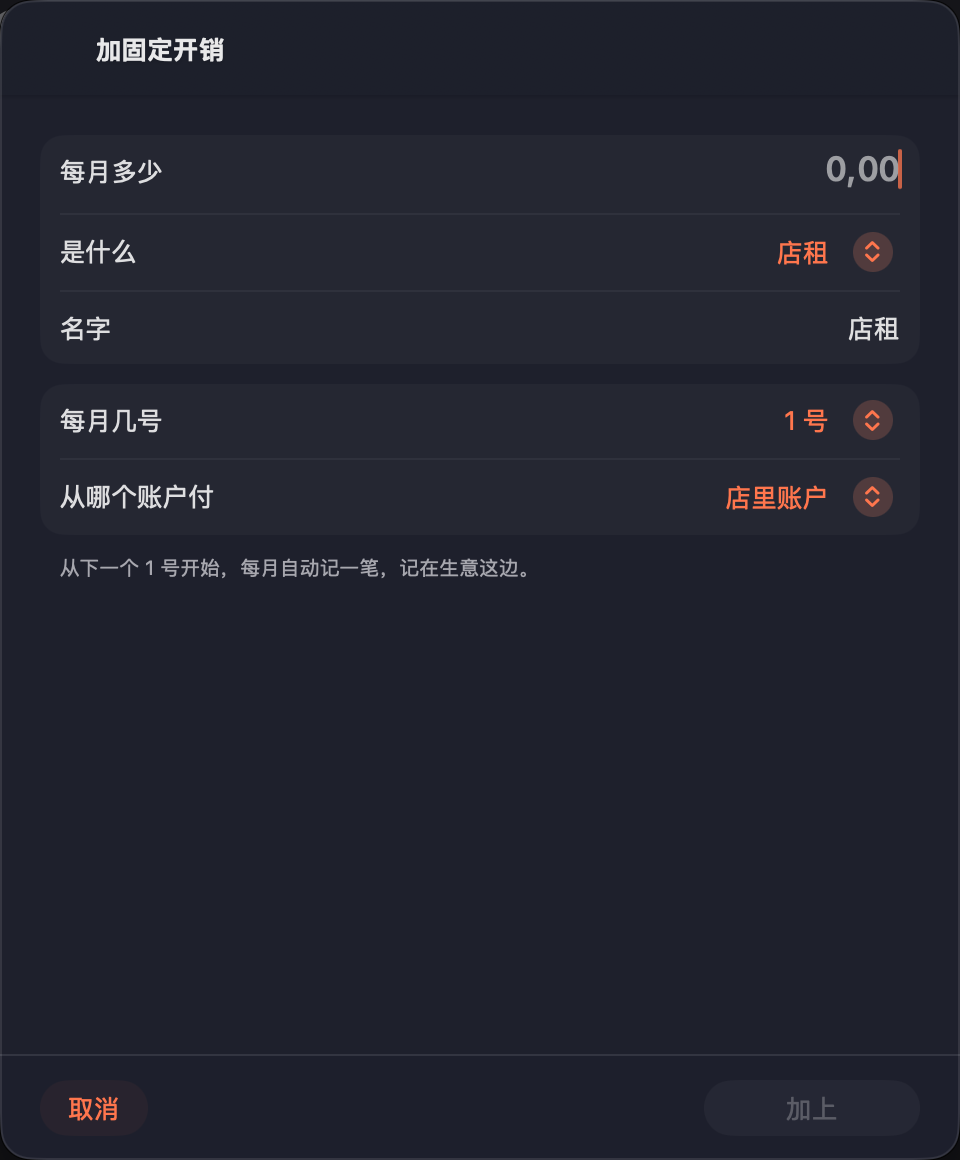 加固定开销
每月多少 0,00
是什么 店租
名字 店租
每月几号 1 号
从哪个账户付 店里账户
从下一个 1 号开始，每月自动记一笔，记在生意这边。
取消 加上